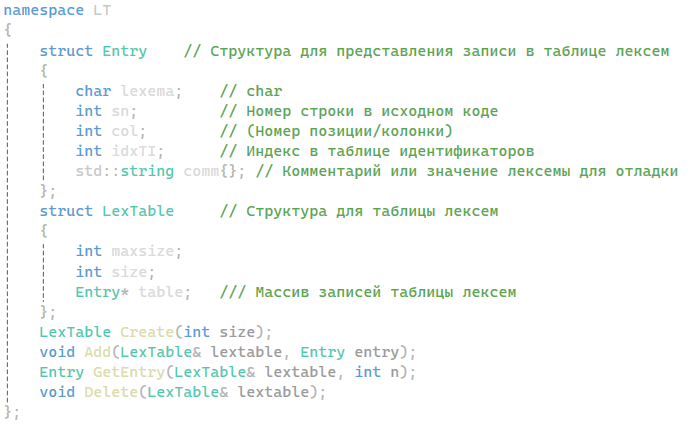 namespace LT
{
struct Entry // Структура для представления записи в таблице лексем
{
char lexema; // char
int sn; // Номер строки в исходном коде
int col; // (Номер позиции/колонки)
int idxTI; // Индекс в таблице идентификаторов
std::string comm{}; // Комментарий или значение лексемы для отладки
};
struct LexTable // Структура для таблицы лексем
{
int maxsize;
int size;
Entry* table; /// Массив записей таблицы лексем
};
LexTable Create(int size);
void Add(LexTable& lextable, Entry entry);
Entry GetEntry(LexTable& lextable, int n);
void Delete(LexTable& lextable);
};